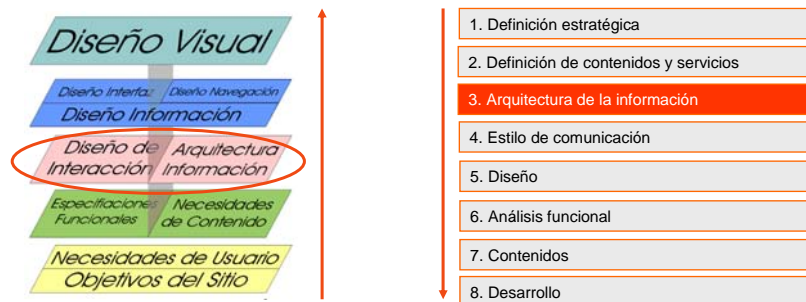 Diseño Visual
Diseño Interfaz Diseño Navegación
Diseño Información
Diseño de Arquitectura
Interacción Información
Especifiaciones Necesidades
Funcionales de Contenido
Necesidades de Usuario
Objetivos del Sitio
1. Definición estratégica
2. Definición de contenidos y servicios
3. Arquitectura de la información
4. Estilo de comunicación
5. Diseño
6. Análisis funcional
7. Contenidos
8. Desarrollo